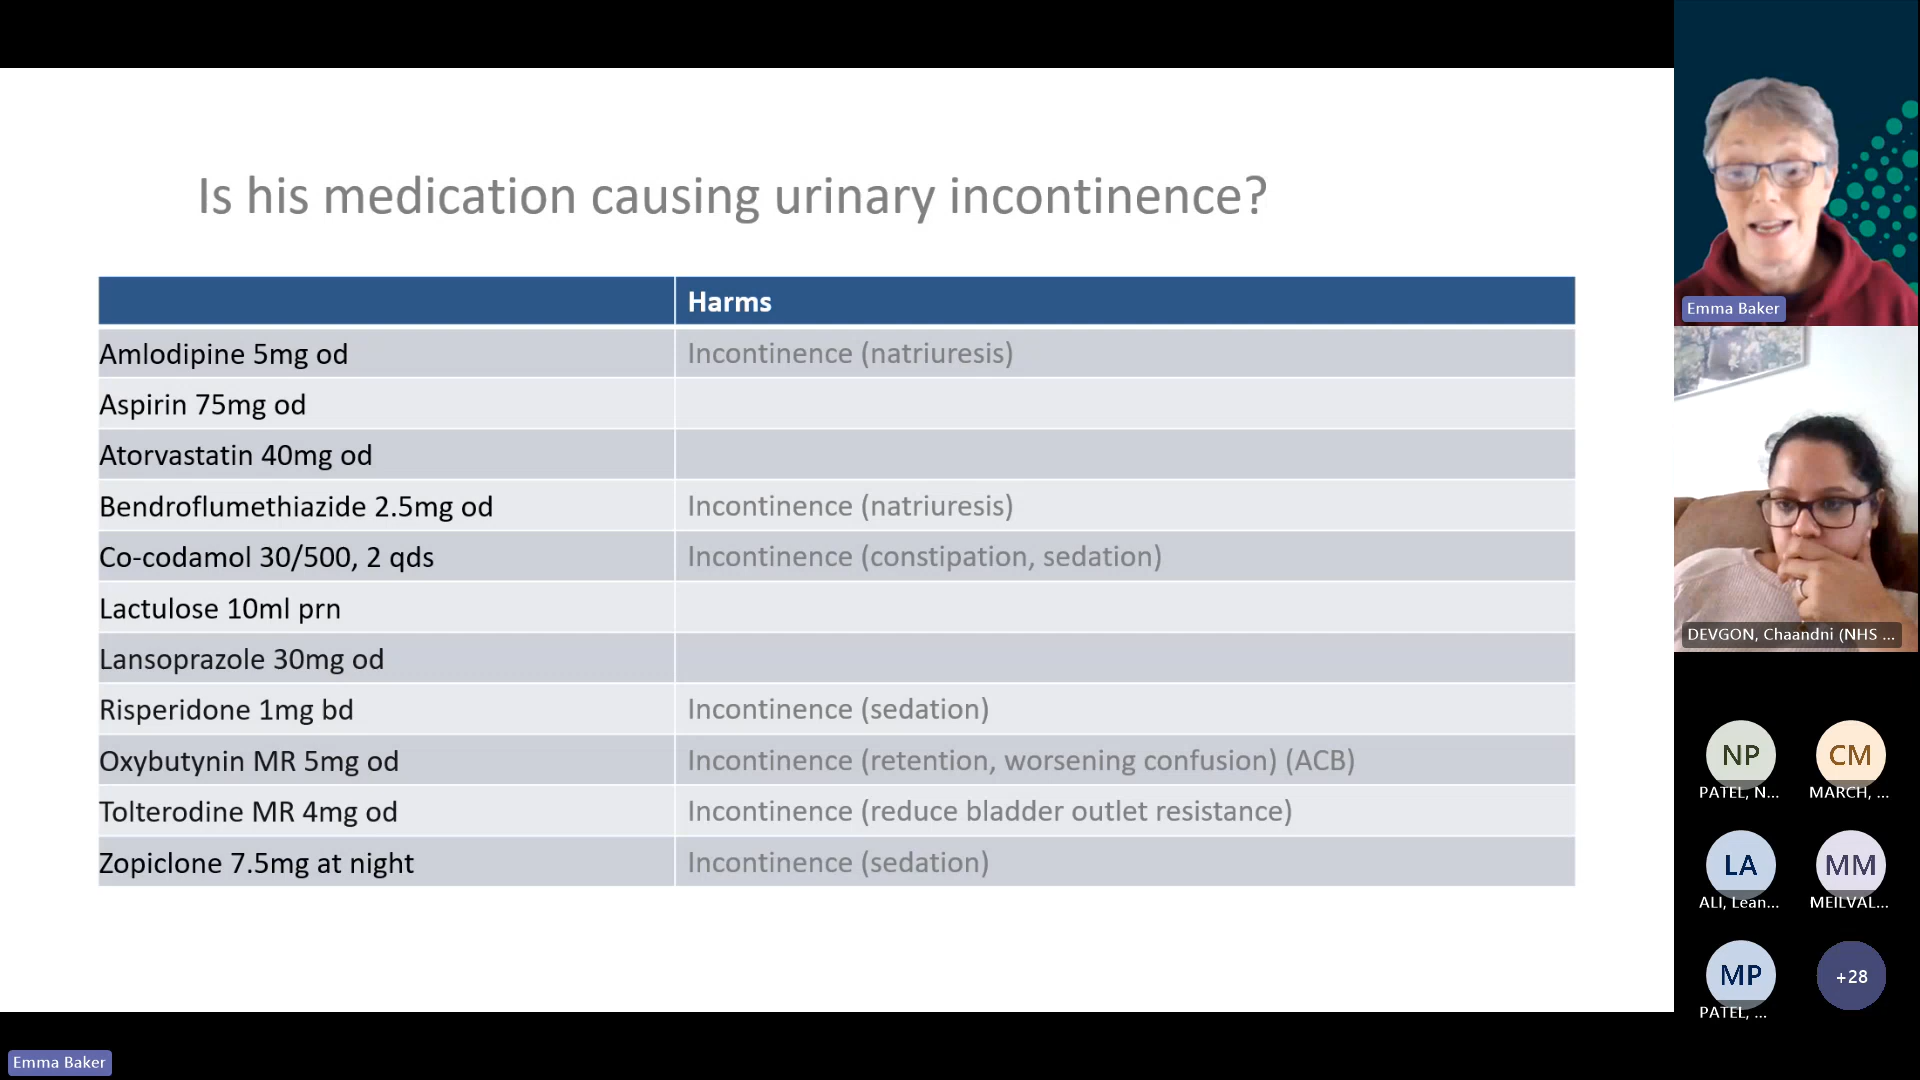 Is his medication causing urinary incontinence?
Harms
Amlodipine 5mg od Incontinence (natriuresis)
Aspirin 75mg od
Atorvastatin 40mg od
Bendroflumethiazide 2.5mg od Incontinence (natriuresis)
Co-codamol 30/500, 2 qds Incontinence (constipation, sedation)
Lactulose 10ml prn
Lansoprazole 30mg od
Risperidone 1mg bd Incontinence (sedation)
Oxybutynin MR 5mg od Incontinence (retention, worsening confusion) (ACB)
Tolterodine MR 4mg od Incontinence (reduce bladder outlet resistance)
Zopiclone 7.5mg at night Incontinence (sedation)
Emma Baker
DEVGON, Chaandni (NHS ...
NP CM
PATEL, N... MARCH, ...
LA MM
ALI, Lean... MEILVAL...
MP +28
PATEL, ...
Emma Baker